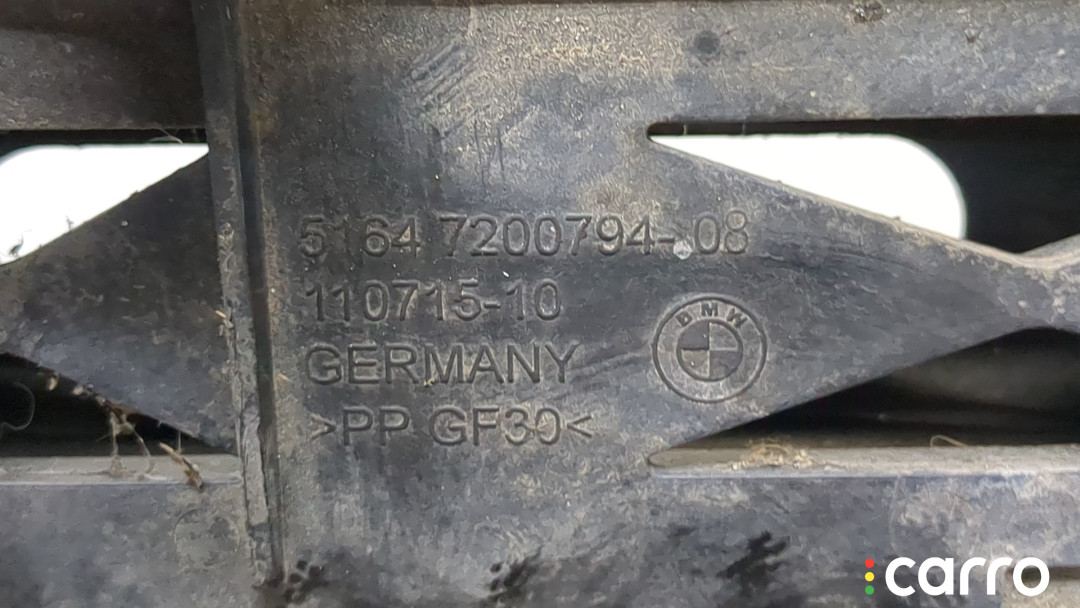 5164 7200794-08
110715-10
GERMANY
BMW
>PP GF30<
carro